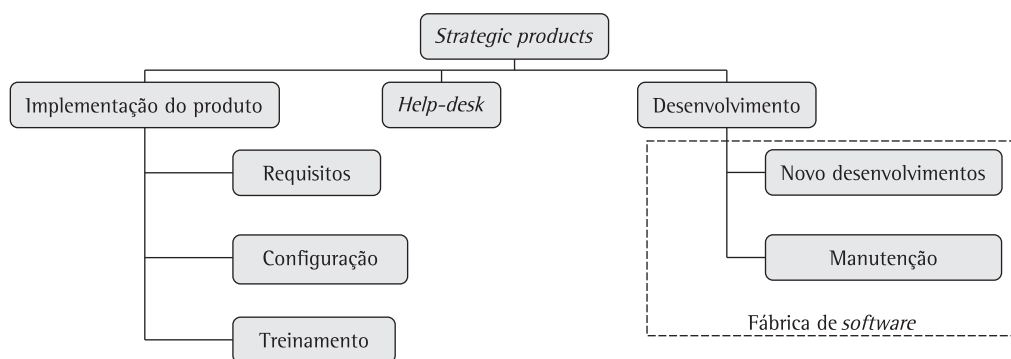 Strategic products
Implementação do produto
Help-desk
Desenvolvimento
Requisitos
Novo desenvolvimentos
Configuração
Manutenção
Fábrica de software
Treinamento